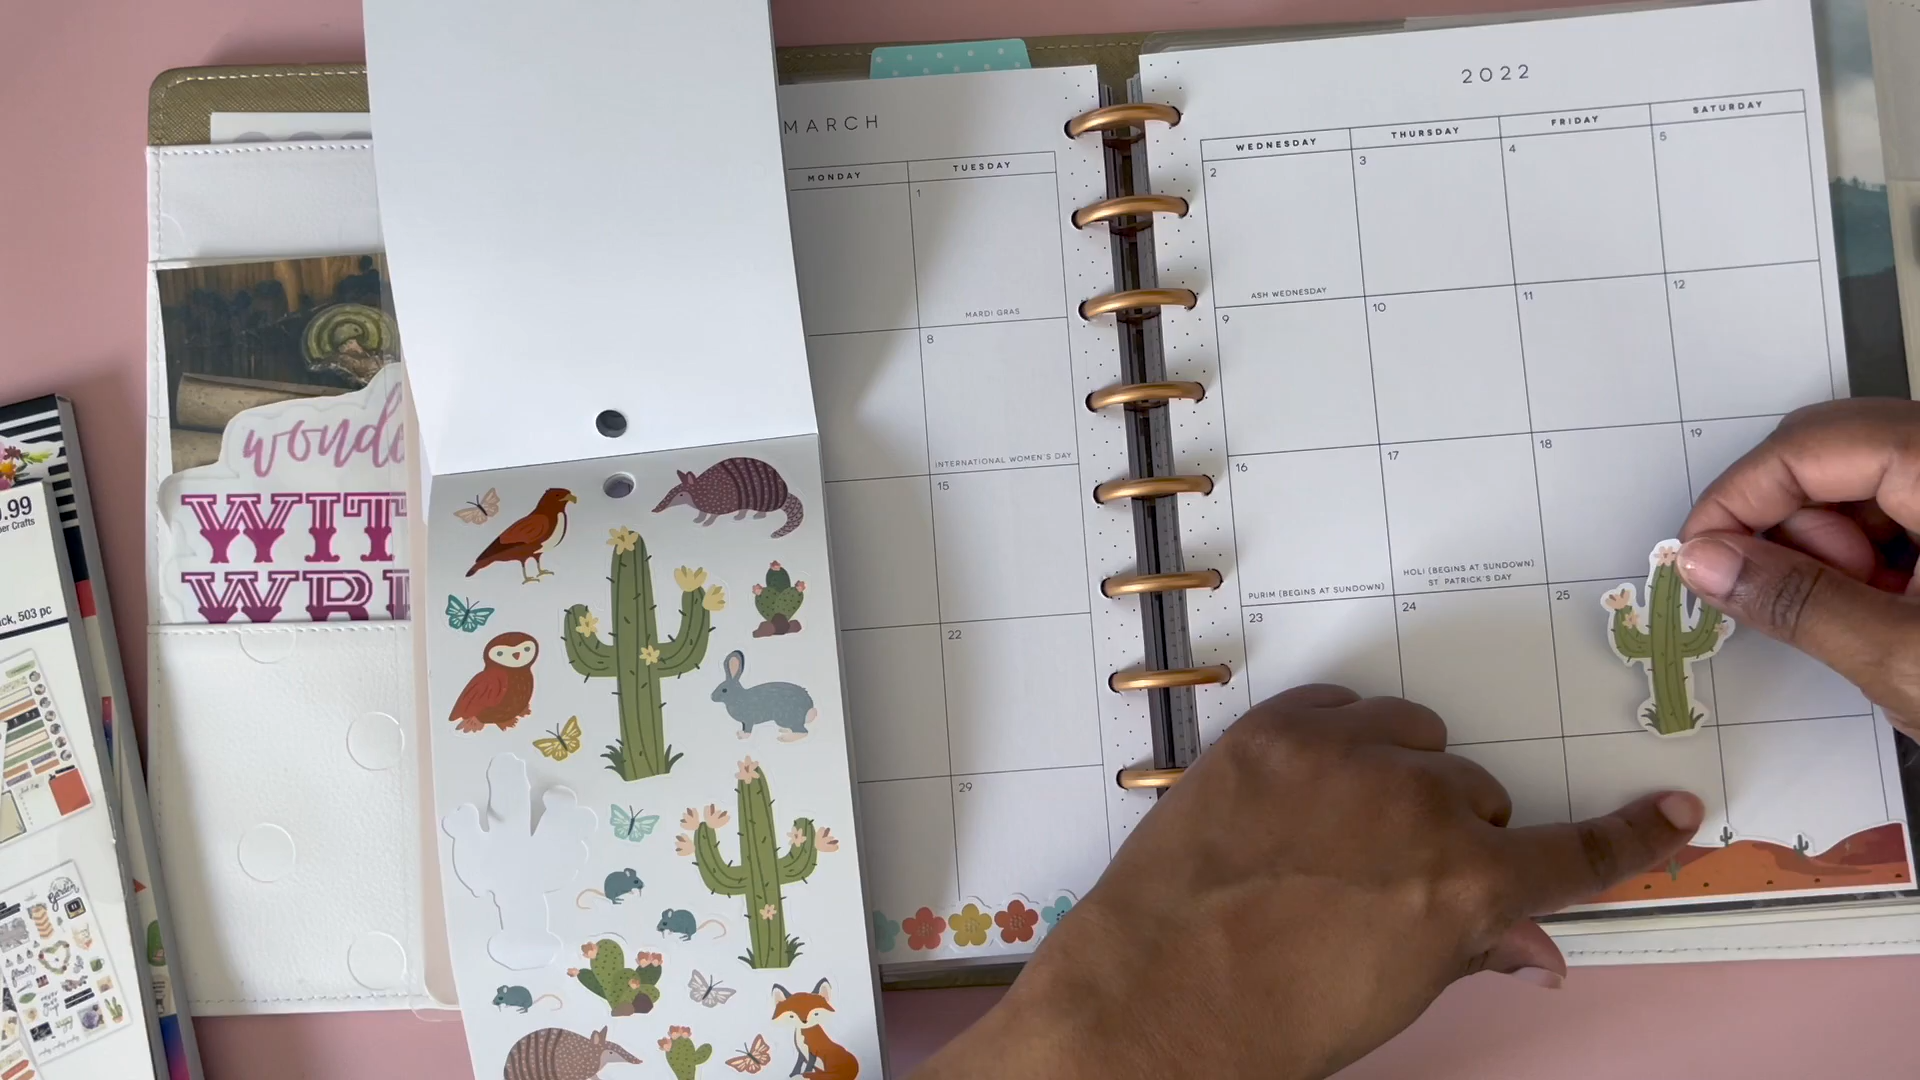 MARCH
MONDAY
TUESDAY
1
MARDI GRAS
8
INTERNATIONAL WOMEN'S DAY
15
22
29
2022
WEDNESDAY
THURSDAY
FRIDAY
SATURDAY
2
3
4
5
ASH WEDNESDAY
9
10
11
12
16
17
18
19
PURIM (BEGINS AT SUNDOWN)
HOLI (BEGINS AT SUNDOWN)
ST. PATRICK'S DAY
23
24
25
wonde
WIT
WRI
.99
er Crafts
ck, 503 pc